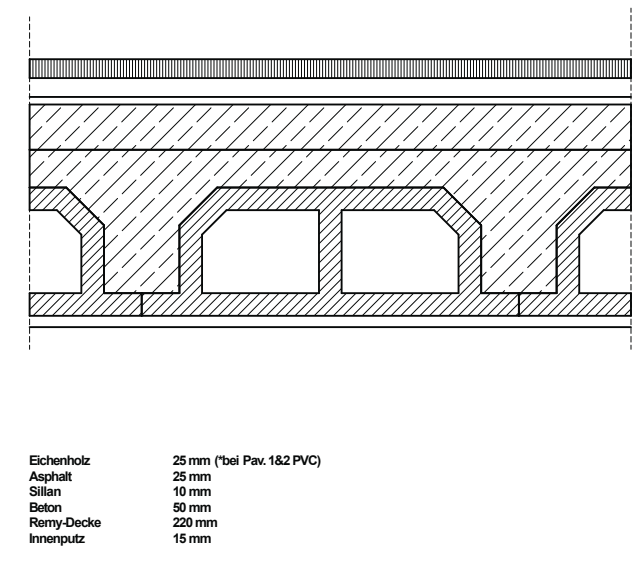 Eichenholz 25 mm (*bei Pav. 1&2 PVC)
Asphalt 25 mm
Sillan 10 mm
Beton 50 mm
Remy-Decke 220 mm
Innenputz 15 mm